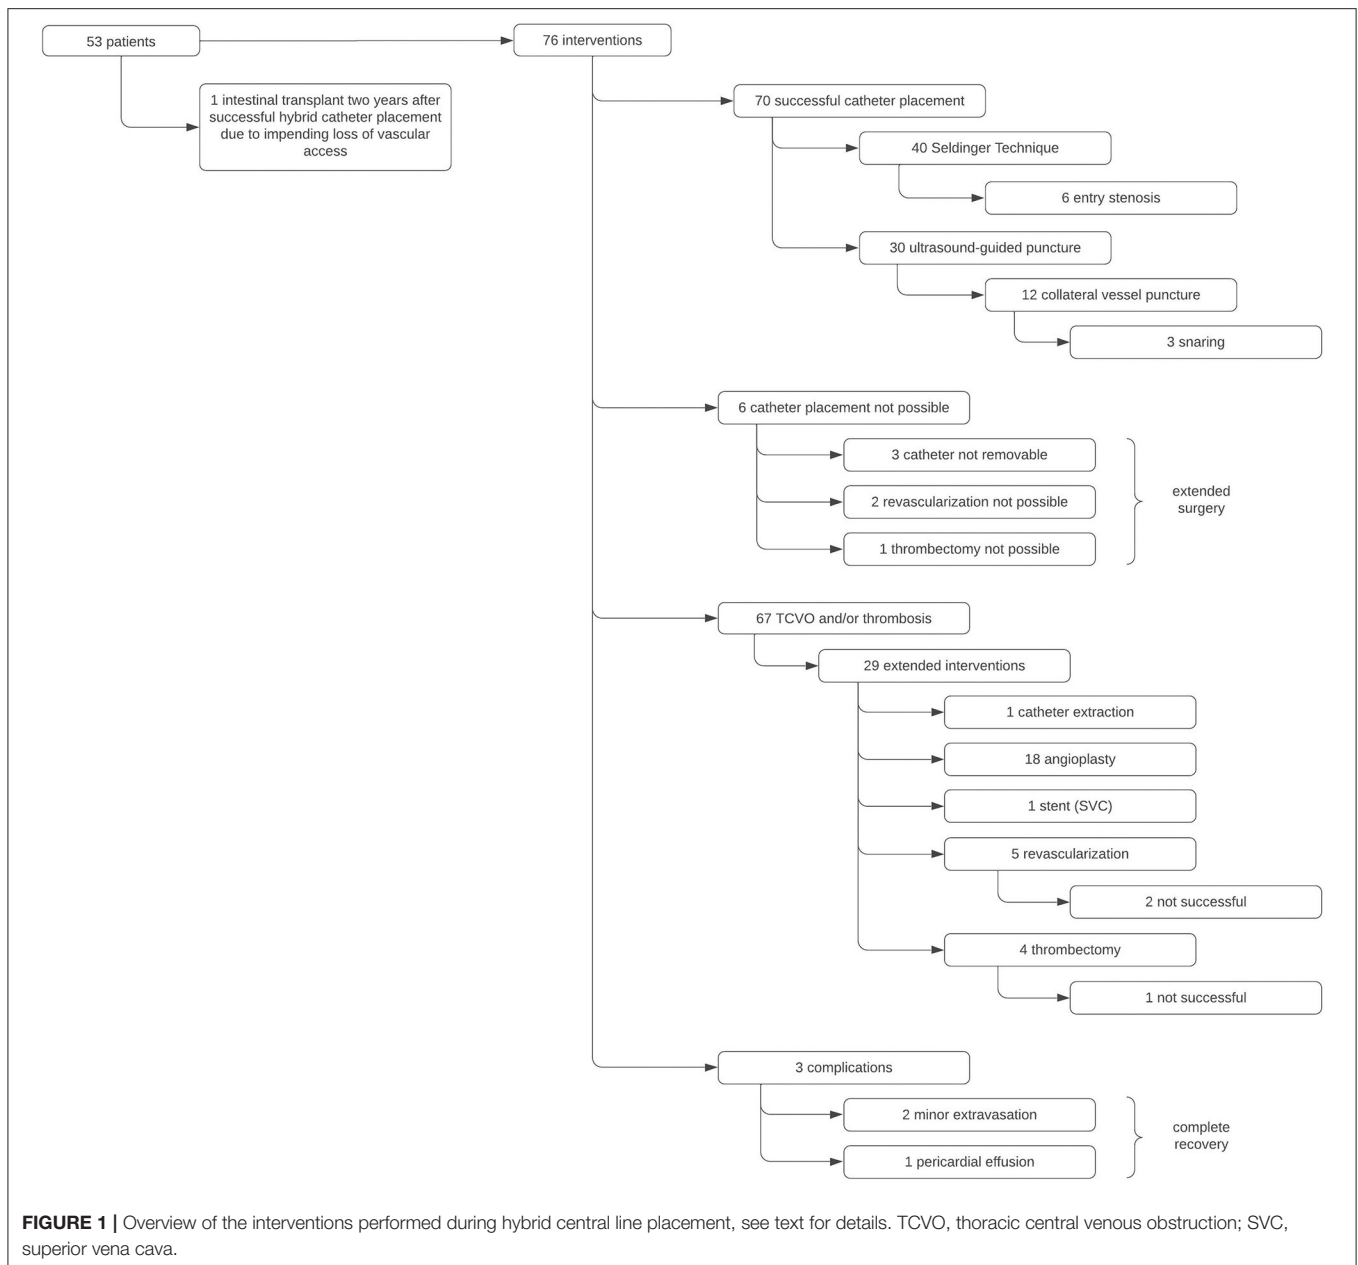 53 patients
76 interventions
1 intestinal transplant two years after
successful hybrid catheter placement
due to impending loss of vascular
access
70 successful catheter placement
40 Seldinger Technique
6 entry stenosis
30 ultrasound-guided puncture
12 collateral vessel puncture
3 snaring
6 catheter placement not possible
3 catheter not removable
2 revascularization not possible
1 thrombectomy not possible
extended
surgery
67 TCVO and/or thrombosis
29 extended interventions
1 catheter extraction
18 angioplasty
1 stent (SVC)
5 revascularization
2 not successful
4 thrombectomy
1 not successful
3 complications
2 minor extravasation
1 pericardial effusion
complete
recovery
FIGURE 1 | Overview of the interventions performed during hybrid central line placement, see text for details. TCVO, thoracic central venous obstruction; SVC,
superior vena cava.